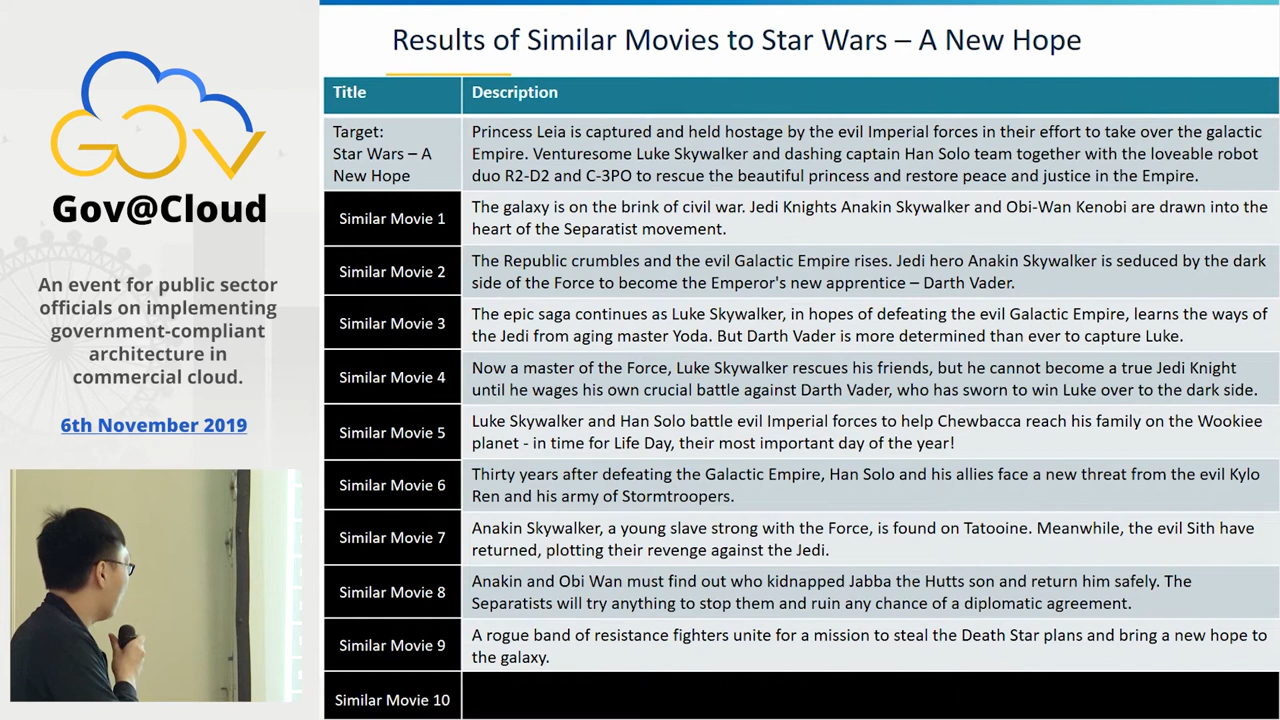 GOV
Gov@Cloud
An event for public sector
officials on implementing
government-compliant
architecture in
commercial cloud.
6th November 2019
Results of Similar Movies to Star Wars – A New Hope
Title
Description
Target:
Star Wars – A
New Hope
Princess Leia is captured and held hostage by the evil Imperial forces in their effort to take over the galactic
Empire. Venturesome Luke Skywalker and dashing captain Han Solo team together with the loveable robot
duo R2-D2 and C-3PO to rescue the beautiful princess and restore peace and justice in the Empire.
Similar Movie 1
The galaxy is on the brink of civil war. Jedi Knights Anakin Skywalker and Obi-Wan Kenobi are drawn into the
heart of the Separatist movement.
Similar Movie 2
The Republic crumbles and the evil Galactic Empire rises. Jedi hero Anakin Skywalker is seduced by the dark
side of the Force to become the Emperor's new apprentice – Darth Vader.
Similar Movie 3
The epic saga continues as Luke Skywalker, in hopes of defeating the evil Galactic Empire, learns the ways of
the Jedi from aging master Yoda. But Darth Vader is more determined than ever to capture Luke.
Similar Movie 4
Now a master of the Force, Luke Skywalker rescues his friends, but he cannot become a true Jedi Knight
until he wages his own crucial battle against Darth Vader, who has sworn to win Luke over to the dark side.
Similar Movie 5
Luke Skywalker and Han Solo battle evil Imperial forces to help Chewbacca reach his family on the Wookiee
planet - in time for Life Day, their most important day of the year!
Similar Movie 6
Thirty years after defeating the Galactic Empire, Han Solo and his allies face a new threat from the evil Kylo
Ren and his army of Stormtroopers.
Similar Movie 7
Anakin Skywalker, a young slave strong with the Force, is found on Tatooine. Meanwhile, the evil Sith have
returned, plotting their revenge against the Jedi.
Similar Movie 8
Anakin and Obi Wan must find out who kidnapped Jabba the Hutts son and return him safely. The
Separatists will try anything to stop them and ruin any chance of a diplomatic agreement.
Similar Movie 9
A rogue band of resistance fighters unite for a mission to steal the Death Star plans and bring a new hope to
the galaxy.
Similar Movie 10